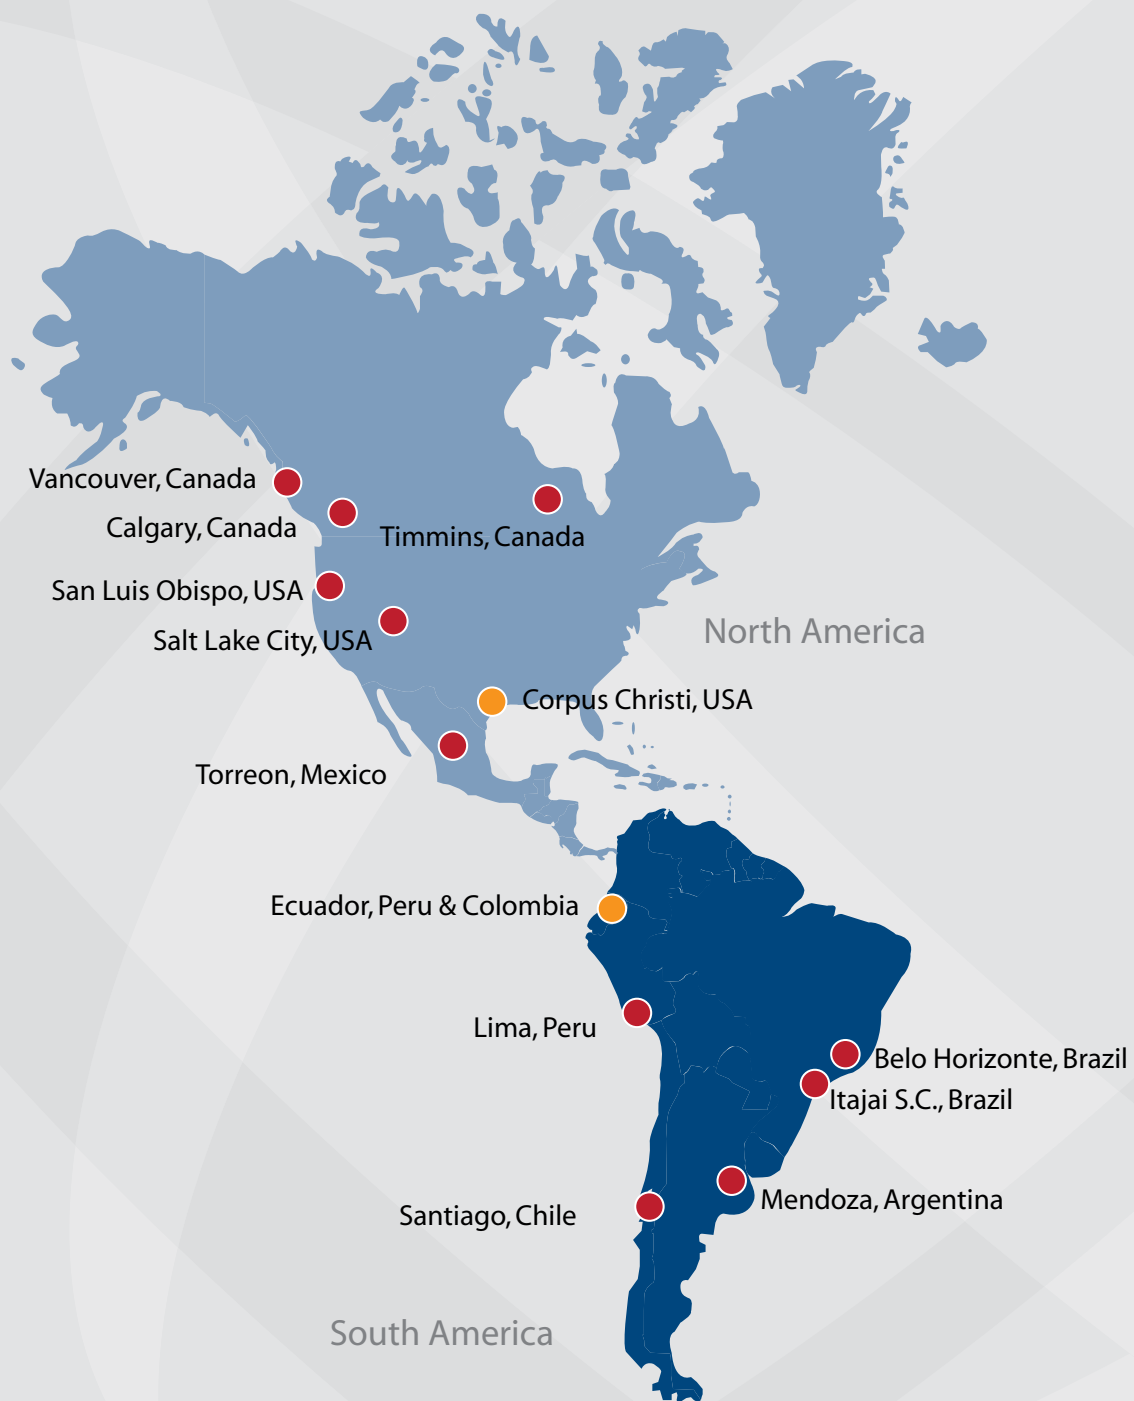 Vancouver, Canada
Calgary, Canada
Timmins, Canada
San Luis Obispo, USA
North America
Salt Lake City, USA
Corpus Christi, USA
Torreon, Mexico
Ecuador, Peru & Colombia
Lima, Peru
Belo Horizonte, Brazil
Itajai S.C., Brazil
Mendoza, Argentina
Santiago, Chile
South America